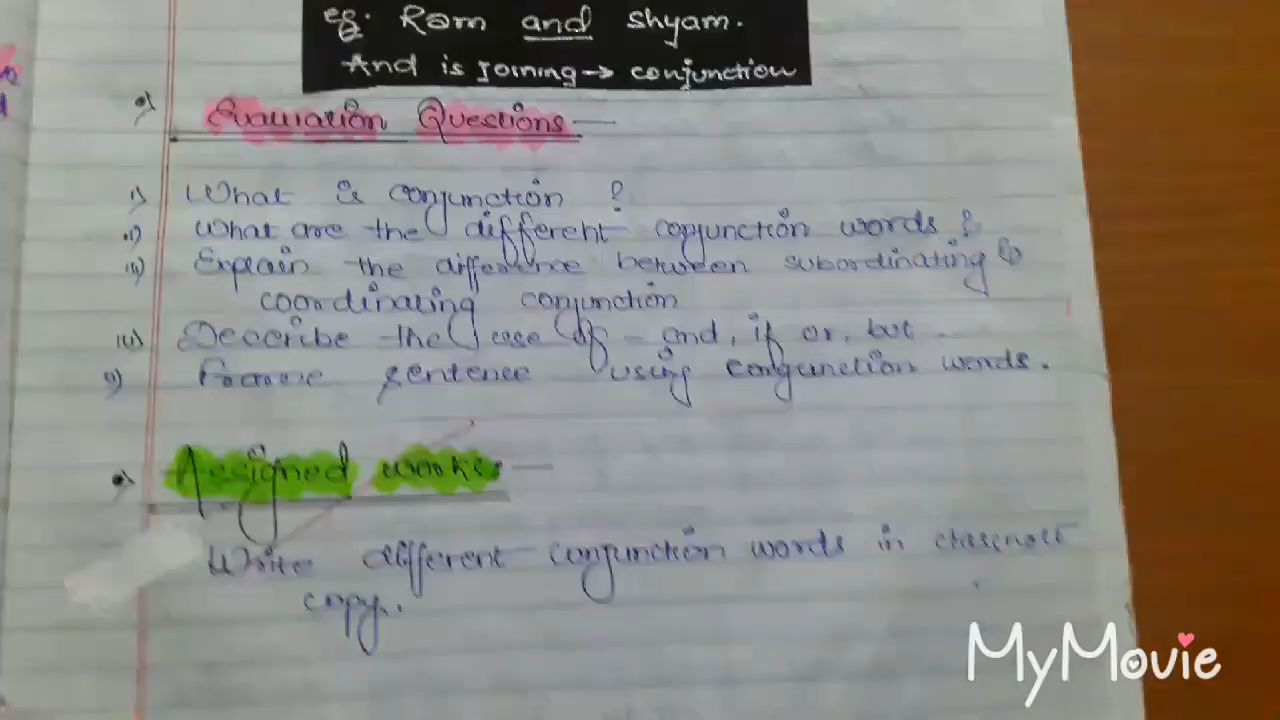 eg. Ram and shyam.
And is joining→ conjunction
Evaluation Questions —
i) What is conjunction ?
ii) What are the different conjunction words ?
iii) Explain the difference between subordinating &
coordinating conjunction
iv) Describe the use of – and, if or, but.
v) Frame sentence using conjunction words.
Assigned works —
Write different conjunction words in
copy.
MyMovie